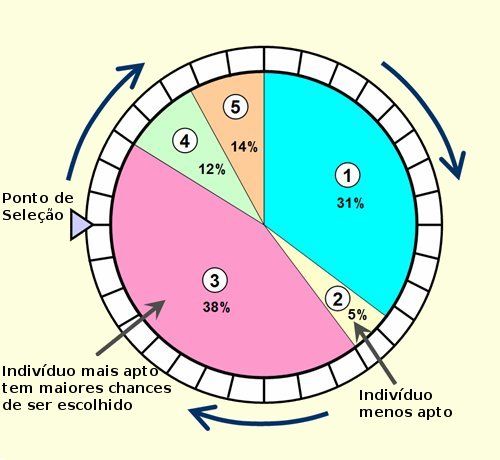 5
14%
4
12%
1
31%
Ponto de
Seleção
3
38%
2
5%
Indivíduo mais apto
tem maiores chances
de ser escolhido
Indivíduo
menos apto